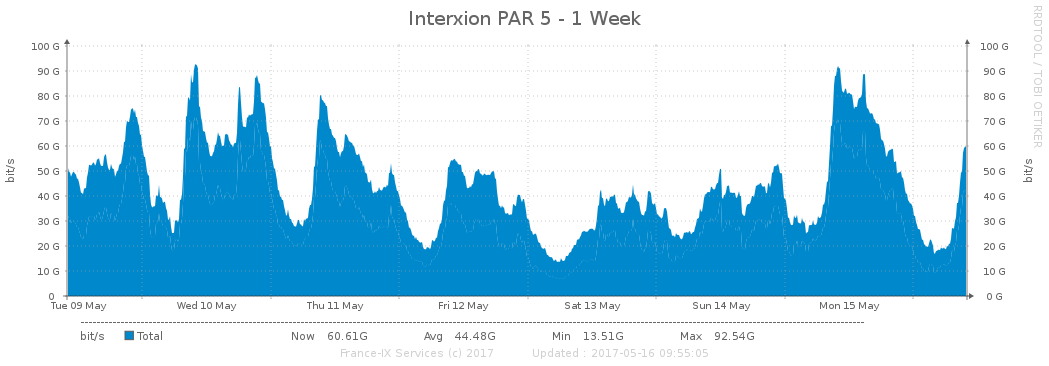 Interxion PAR 5 - 1 Week
RRDTOOL / TOBI OETIKER
bit/s
100 G
90 G
80 G
70 G
60 G
50 G
40 G
30 G
20 G
10 G
0
100 G
90 G
80 G
70 G
60 G
50 G
40 G
30 G
20 G
10 G
0 G
bit/s
Tue 09 May Wed 10 May Thu 11 May Fri 12 May Sat 13 May Sun 14 May Mon 15 May
bit/s Total Now 60.61G Avg 44.48G Min 13.51G Max 92.54G
France-IX Services (c) 2017 Updated : 2017-05-16 09:55:05